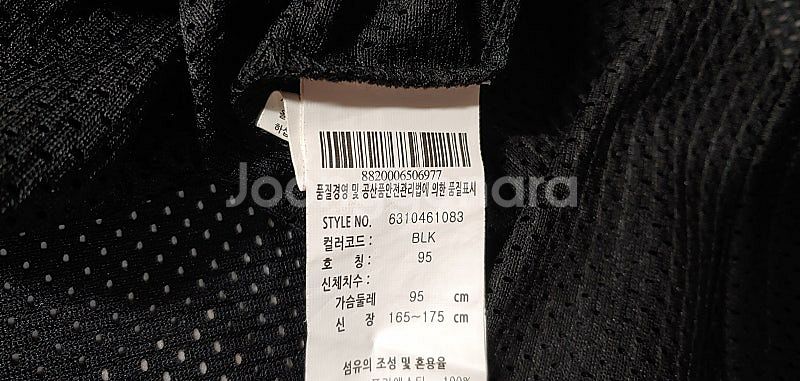 8820006506977
품질경영 및 공산품안전관리법에 의한 품질표시
STYLE NO. 6310461083
컬러코드 : BLK
호 칭 : 95
신체치수 :
가슴둘레 95 cm
신 장 165~175 cm
섬유의 조성 및 혼용율
100%